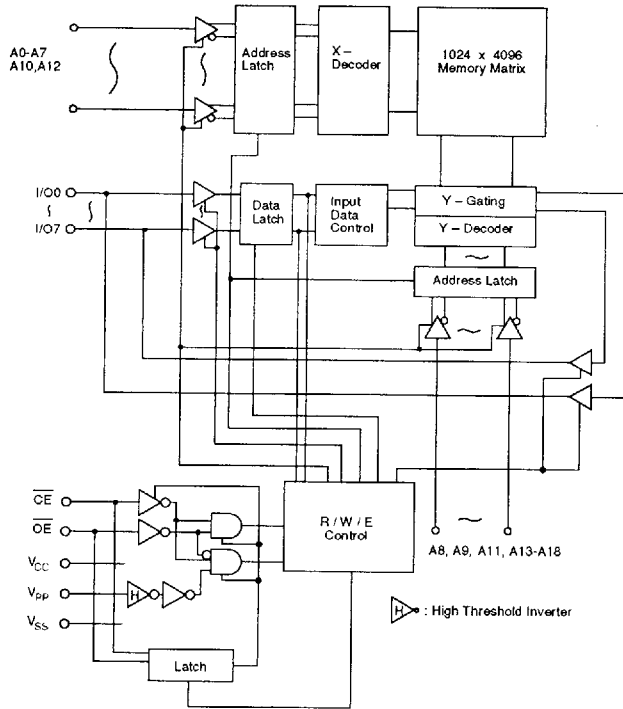 A0-A7
A10,A12
Address
Latch
X –
Decoder
1024 x 4096
Memory Matrix
I/O0
I/O7
Data
Latch
Input
Data
Control
Y – Gating
Y – Decoder
Address Latch
CE
OE
VCC
VPP
VSS
H
R / W / E
Control
A8, A9, A11, A13-A18
H : High Threshold Inverter
Latch